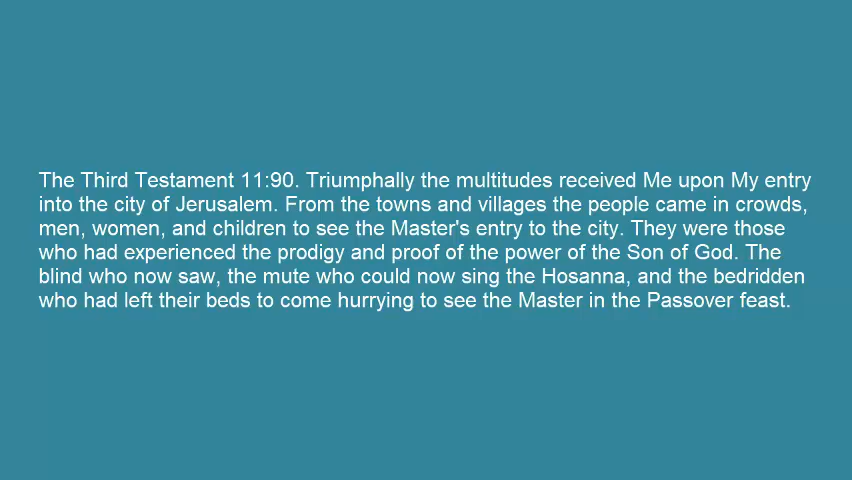 The Third Testament 11:90. Triumphally the multitudes received Me upon My entry
into the city of Jerusalem. From the towns and villages the people came in crowds,
men, women, and children to see the Master's entry to the city. They were those
who had experienced the prodigy and proof of the power of the Son of God. The
blind who now saw, the mute who could now sing the Hosanna, and the bedridden
who had left their beds to come hurrying to see the Master in the Passover feast.